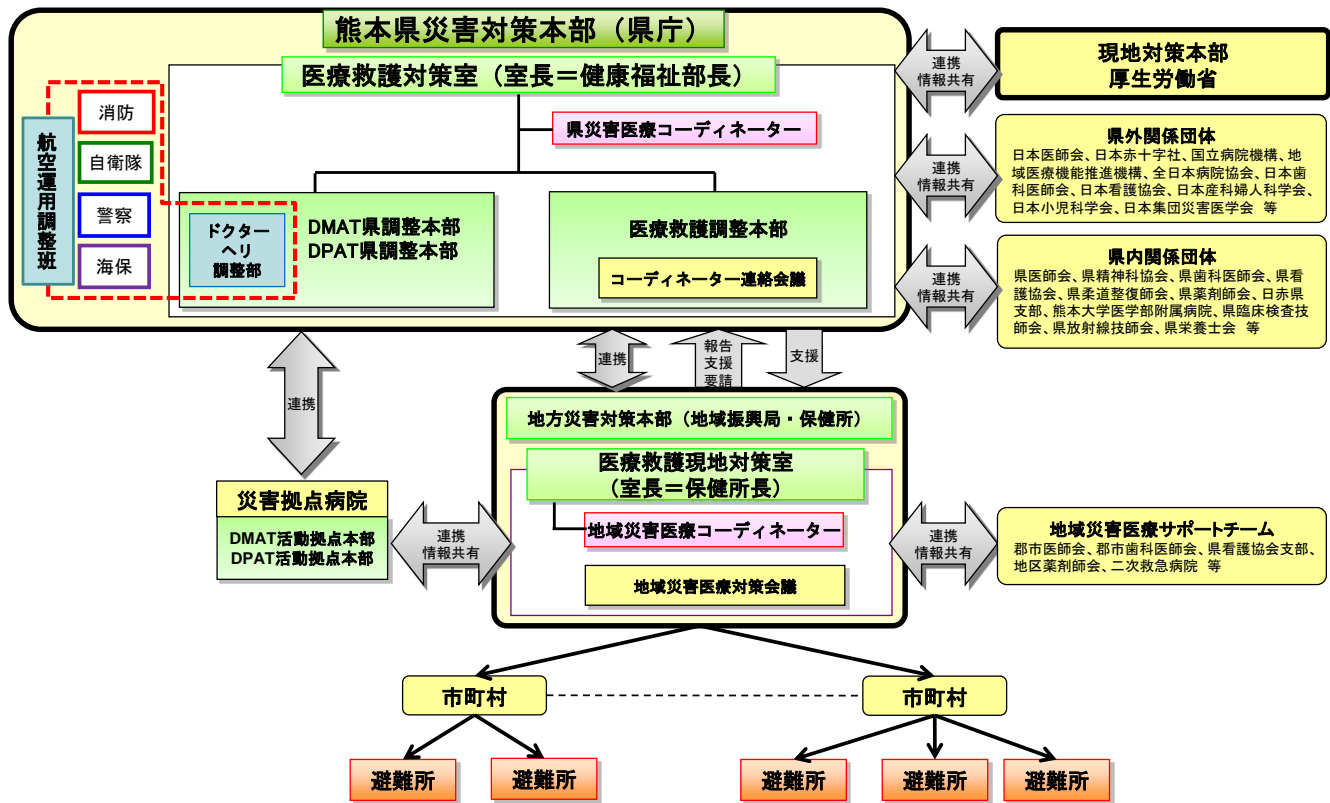 熊本県災害対策本部（県庁）
医療救護対策室（室長＝健康福祉部長）
県災害医療コーディネーター
航空運用調整班
消防
自衛隊
警察
海保
ドクター
ヘリ
調整部
DMAT県調整本部
DPAT県調整本部
医療救護調整本部
コーディネーター連絡会議
連携
情報共有
現地対策本部
厚生労働省
連携
情報共有
県外関係団体
日本医師会、日本赤十字社、国立病院機構、地
域医療機能推進機構、全日本病院協会、日本歯
科医師会、日本看護協会、日本産科婦人科学会、
日本小児科学会、日本集団災害医学会 等
連携
情報共有
県内関係団体
県医師会、県精神科協会、県歯科医師会、県看
護協会、県柔道整復師会、県薬剤師会、日赤県
支部、熊本大学医学部附属病院、県臨床検査技
師会、県放射線技師会、県栄養士会 等
連携
連携
報告
支援
要請
支援
地方災害対策本部（地域振興局・保健所）
医療救護現地対策室
（室長＝保健所長）
地域災害医療コーディネーター
地域災害医療対策会議
災害拠点病院
DMAT活動拠点本部
DPAT活動拠点本部
連携
情報共有
連携
情報共有
地域災害医療サポートチーム
郡市医師会、郡市歯科医師会、県看護協会支部、
地区薬剤師会、二次救急病院 等
市町村
市町村
避難所
避難所
避難所
避難所
避難所